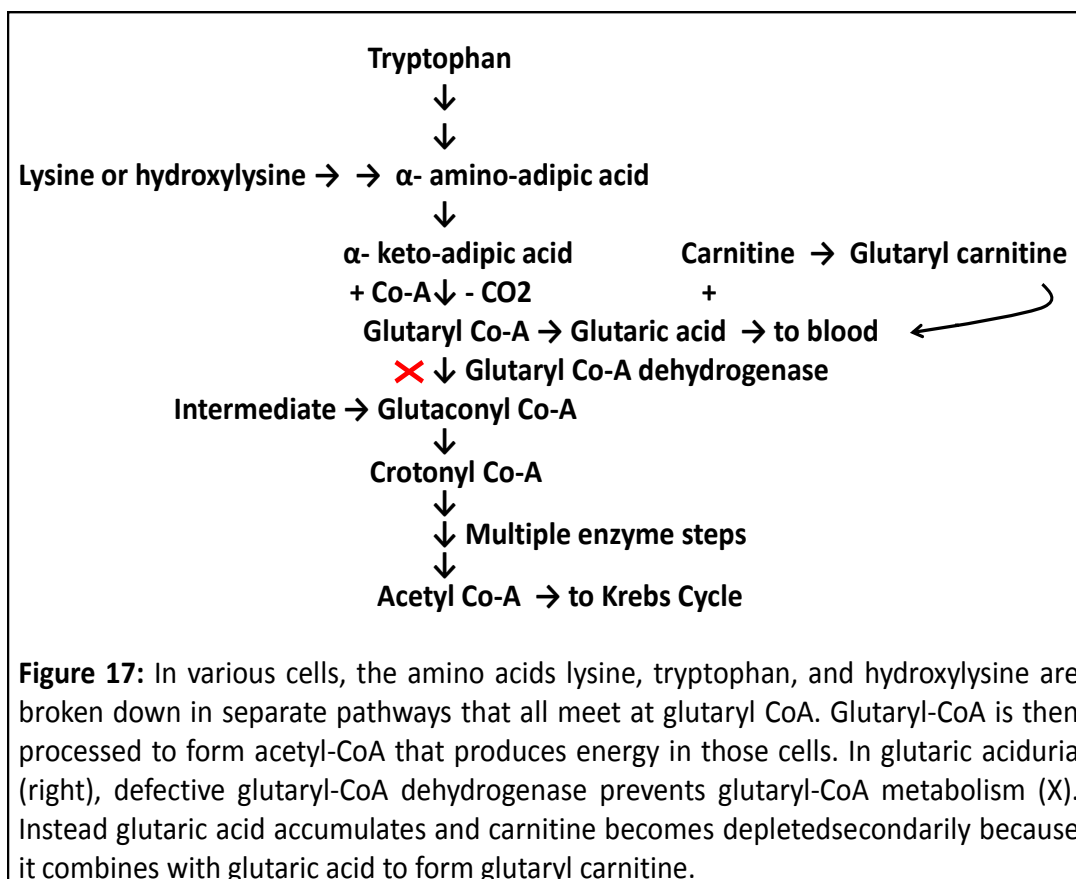 Tryptophan
↓
↓
Lysine or hydroxylysine → → α- amino-adipic acid
↓
α- keto-adipic acid Carnitine → Glutaryl carnitine
+ Co-A↓ - CO2 +
Glutaryl Co-A → Glutaric acid → to blood
↓ Glutaryl Co-A dehydrogenase
Intermediate → Glutaconyl Co-A
↓
Crotonyl Co-A
↓
↓ Multiple enzyme steps
↓
Acetyl Co-A → to Krebs Cycle
Figure 17: In various cells, the amino acids lysine, tryptophan, and hydroxylysine are
broken down in separate pathways that all meet at glutaryl CoA. Glutaryl-CoA is then
processed to form acetyl-CoA that produces energy in those cells. In glutaric aciduria
(right), defective glutaryl-CoA dehydrogenase prevents glutaryl-CoA metabolism (X).
Instead glutaric acid accumulates and carnitine becomes depletedsecondarily because
it combines with glutaric acid to form glutaryl carnitine.